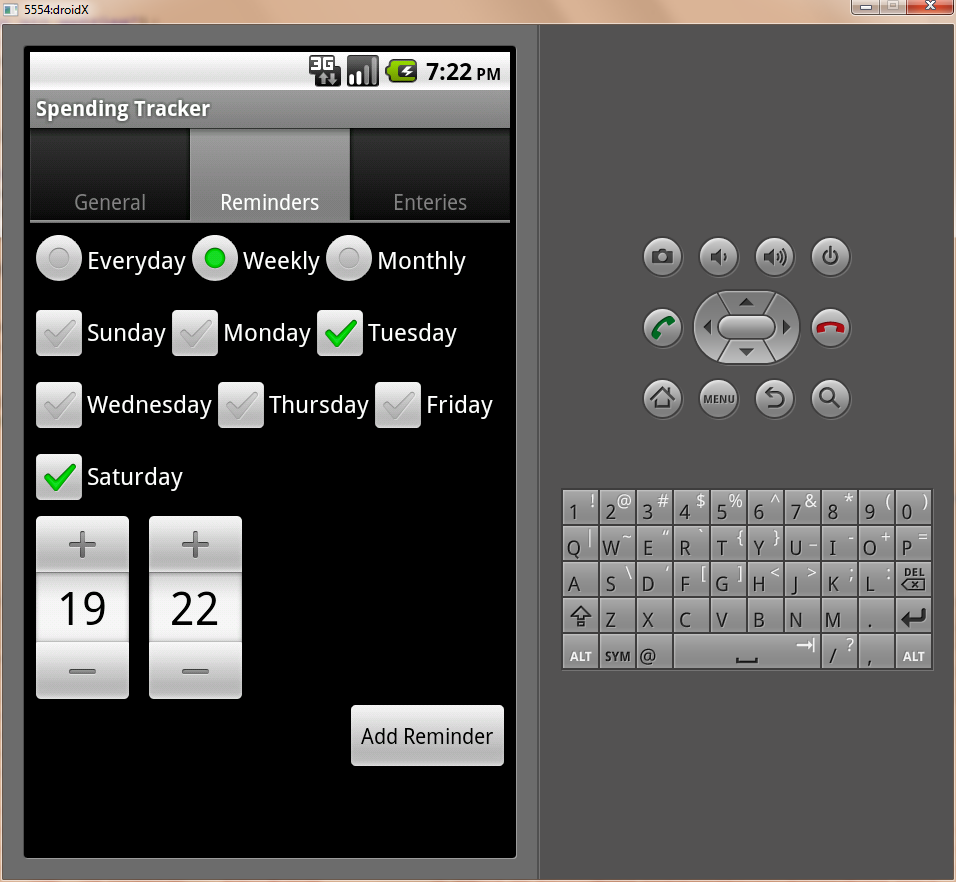 5554:droidX
3G 7:22 PM
Spending Tracker
General Reminders Enteries
Everyday Weekly Monthly
Sunday Monday Tuesday
Wednesday Thursday Friday
Saturday
19 22
Add Reminder
MENU
1 ! 2 @ 3 # 4 $ 5 % 6 ^ 7 & 8 * 9 ( 0 )
Q | W ~ E “ R ` T { Y } U _ I - O + P =
A S \ D ‘ F [ G ] H < J > K ; L : DEL
Z X C V B N M .
ALT SYM @ / ? , ALT